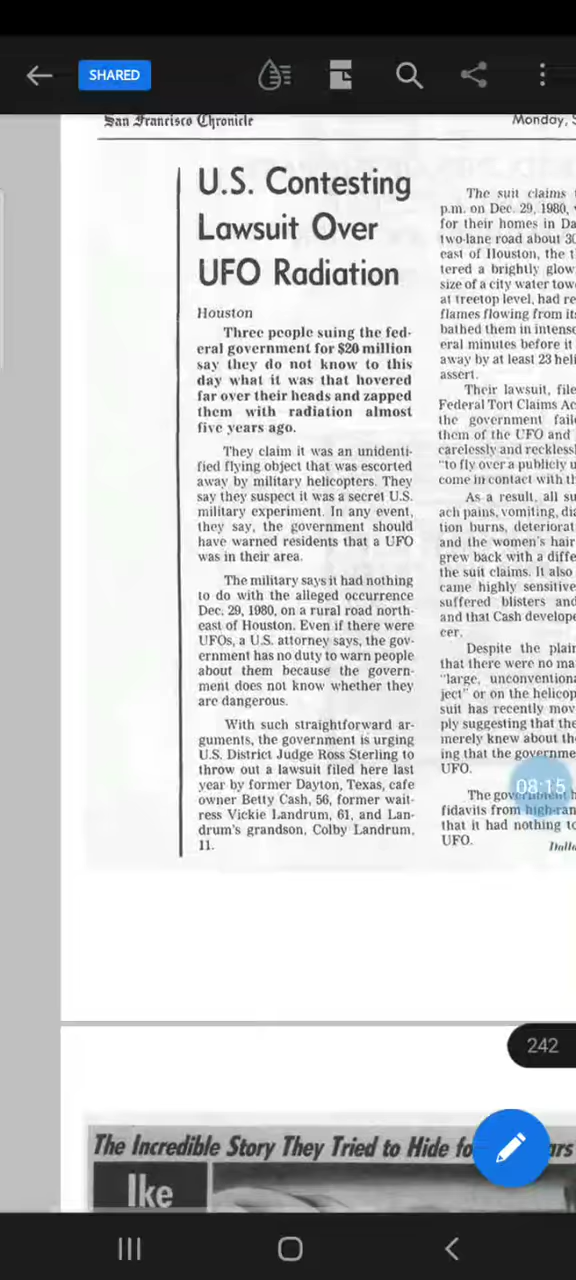 SHARED
San Francisco Chronicle
Monday, S
U.S. Contesting
Lawsuit Over
UFO Radiation
Houston
Three people suing the fed-
eral government for $20 million
say they do not know to this
day what it was that hovered
far over their heads and zapped
them with radiation almost
five years ago.
They claim it was an unidenti-
fied flying object that was escorted
away by military helicopters. They
say they suspect it was a secret U.S.
military experiment. In any event,
they say, the government should
have warned residents that a UFO
was in their area.
The military says it had nothing
to do with the alleged occurrence
Dec. 29, 1980, on a rural road north-
east of Houston. Even if there were
UFOs, a U.S. attorney says, the gov-
ernment has no duty to warn people
about them because the govern-
ment does not know whether they
are dangerous.
With such straightforward ar-
guments, the government is urging
U.S. District Judge Ross Sterling to
throw out a lawsuit filed here last
year by former Dayton, Texas, cafe
owner Betty Cash, 56, former wait-
ress Vickie Landrum, 61, and Lan-
drum's grandson, Colby Landrum,
11.
The suit claims
p.m. on Dec. 29, 1980,
for their homes in Da
two-lane road about 30
east of Houston, the t
tered a brightly glow
size of a city water tow
at treetop level, had re
flames flowing from its
bathed them in intens
eral minutes before it
away by at least 23 heli
assert.
Their lawsuit, file
Federal Tort Claims Ac
the government faile
them of the UFO and
carelessly and reckless
"to fly over a publicly u
come in contact with th
As a result, all su
ach pains, vomiting, dia
tion burns, deteriorat
and the women's hair
grew back with a diffe
the suit claims. It also
came highly sensitive
suffered blisters and
and that Cash develope
cer.
Despite the plain
that there were no ma
"large, unconventiona
ject" or on the helicop
suit has recently mov
ply suggesting that the
merely knew about th
ing that the governme
UFO.
The government h
fidavits from high-ran
that it had nothing to
UFO.
Dalla
08:15
242
The Incredible Story They Tried to Hide fo
ars
Ike